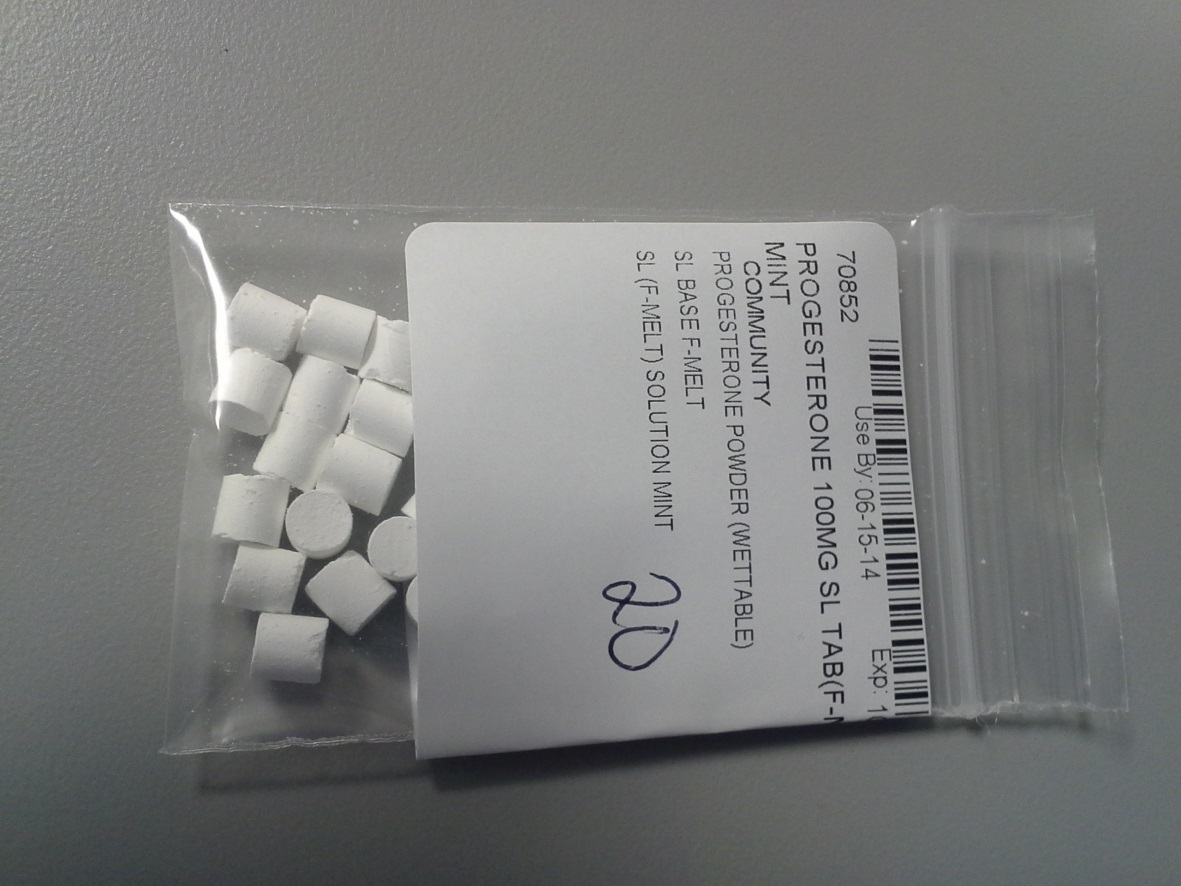 70852 Use By: 06-15-14 Exp: 1
PROGESTERONE 100MG SL TAB(F-
MINT
COMMUNITY
PROGESTERONE POWDER (WETTABLE)
SL BASE F-MELT
SL (F-MELT) SOLUTION MINT
20